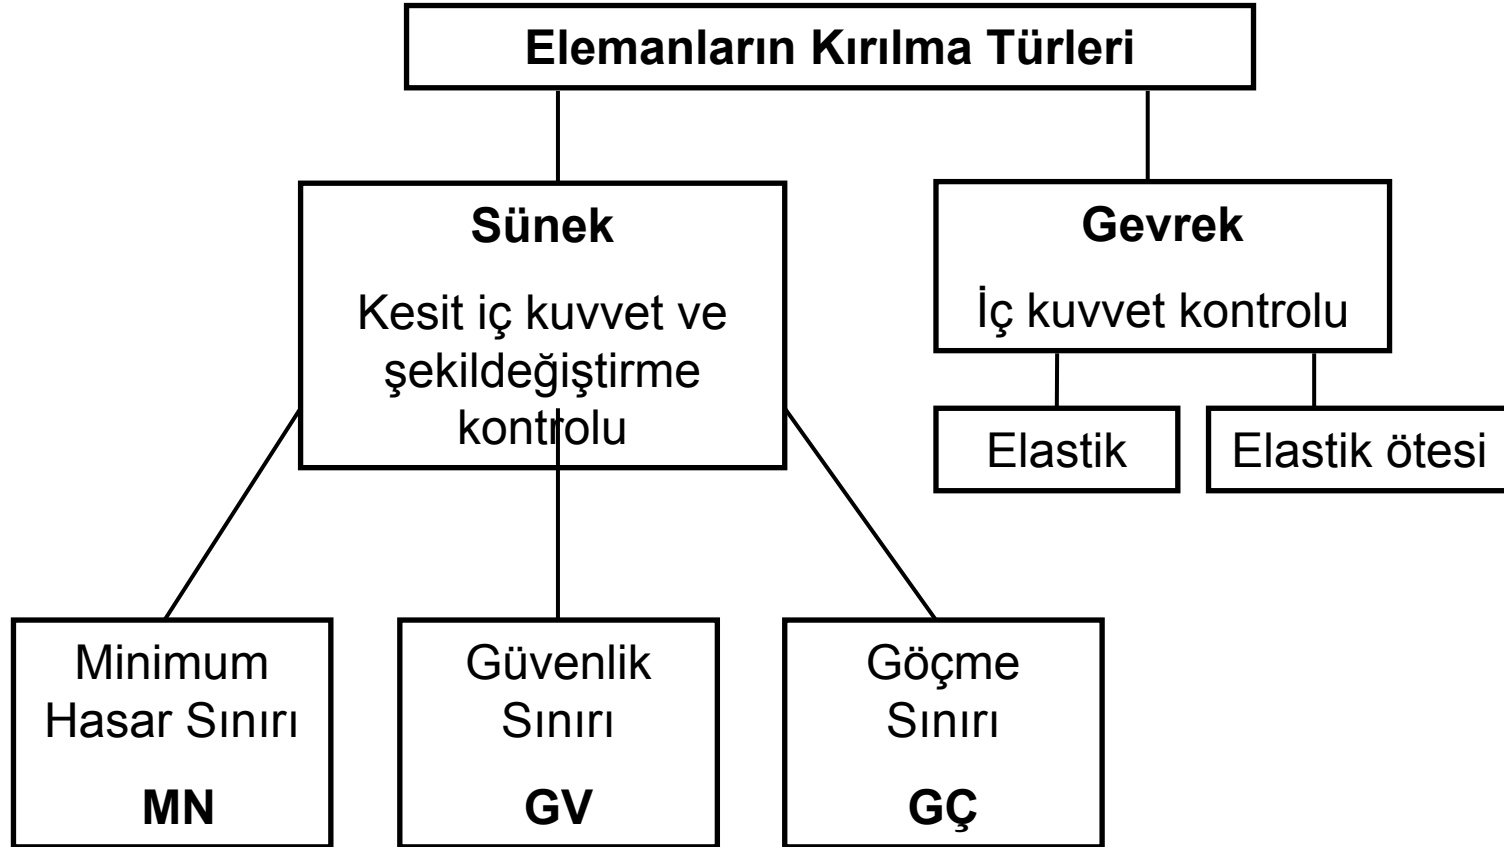 Elemanların Kırılma Türleri
Sünek
Kesit iç kuvvet ve
şekildeğiştirme
kontrolu
Gevrek
İç kuvvet kontrolu
Elastik
Elastik ötesi
Minimum
Hasar Sınırı
MN
Güvenlik
Sınırı
GV
Göçme
Sınırı
GÇ